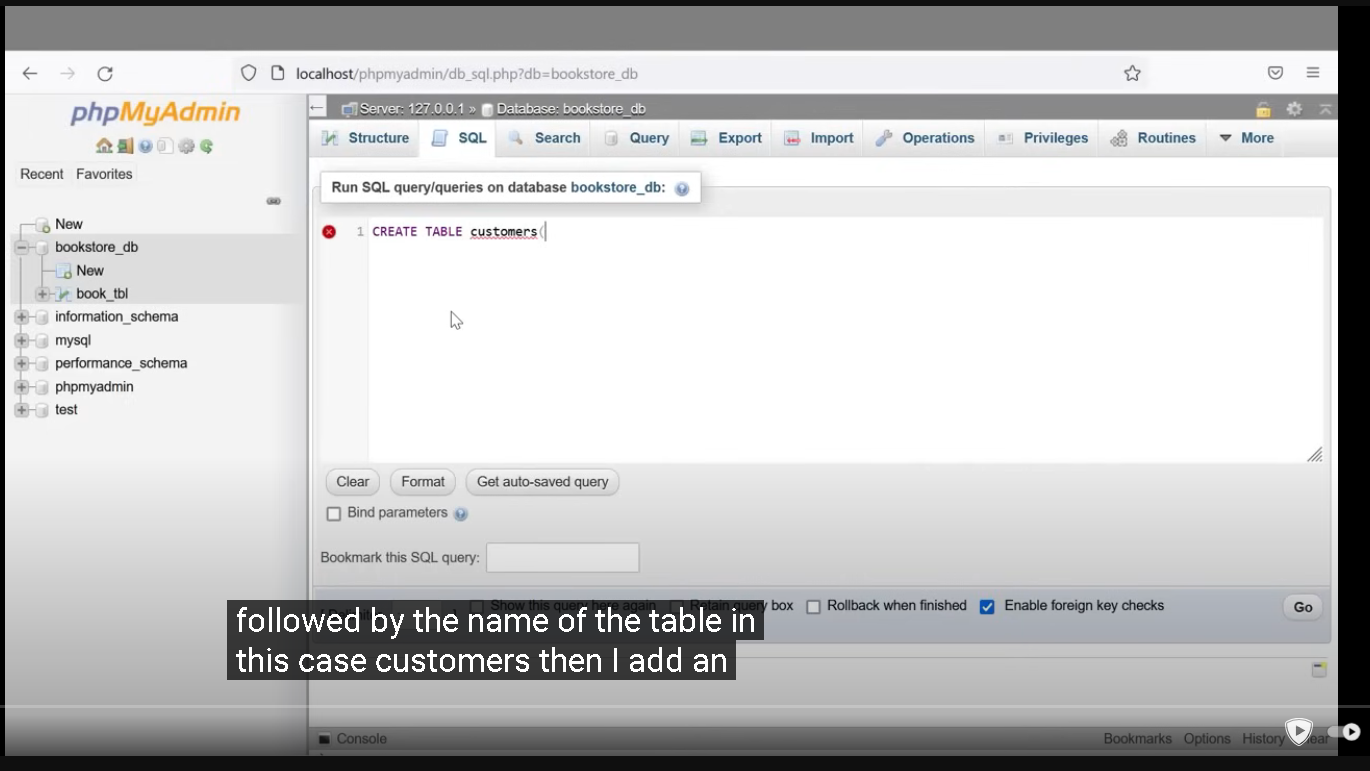 localhost/phpmyadmin/db_sql.php?db=bookstore_db
phpMyAdmin
Recent Favorites
New
bookstore_db
New
book_tbl
information_schema
mysql
performance_schema
phpmyadmin
test
Server: 127.0.0.1 » Database: bookstore_db
Structure SQL Search Query Export Import Operations Privileges Routines More
Run SQL query/queries on database bookstore_db:
1 CREATE TABLE customers(
Clear Format Get auto-saved query
Bind parameters
Bookmark this SQL query:
Show this query here again Retain query box Rollback when finished Enable foreign key checks Go
followed by the name of the table in
this case customers then I add an
Console Bookmarks Options History